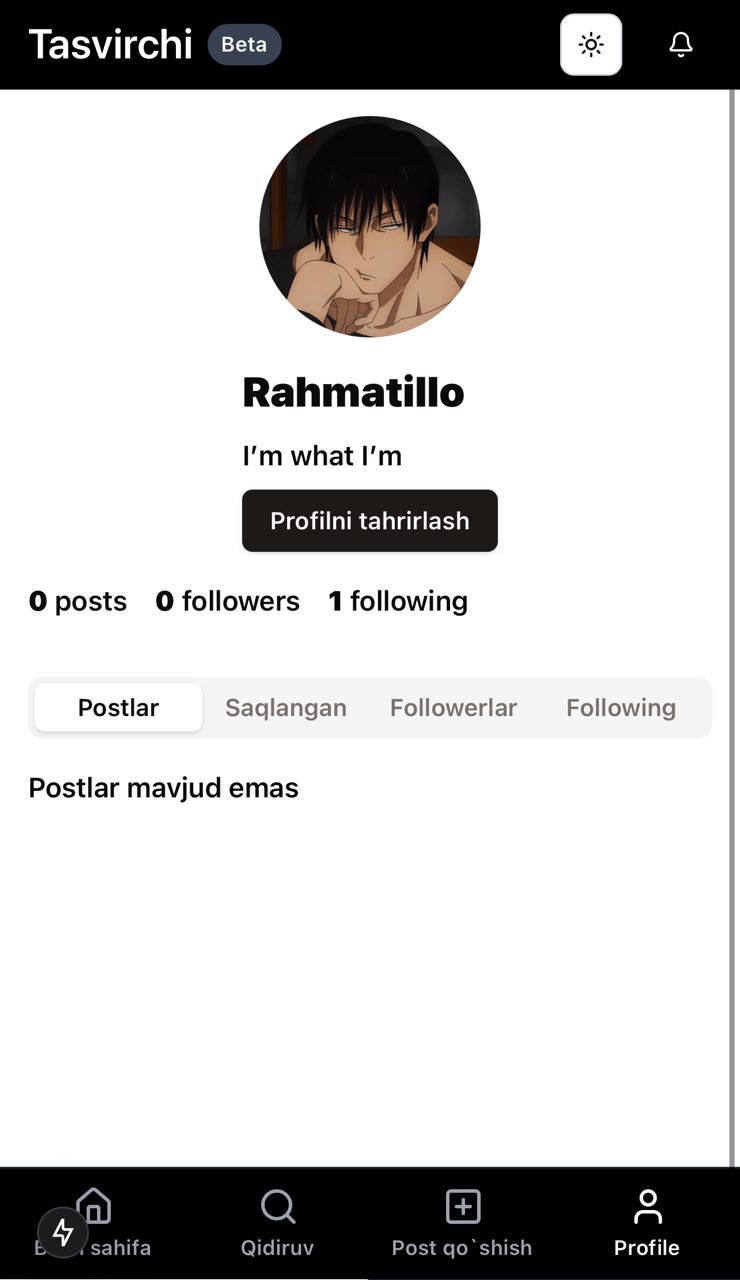 Tasvirchi Beta
Rahmatillo
I’m what I’m
Profilni tahrirlash
0 posts 0 followers 1 following
Postlar Saqlangan Followerlar Following
Postlar mavjud emas
sahifa Qidiruv Post qo`shish Profile